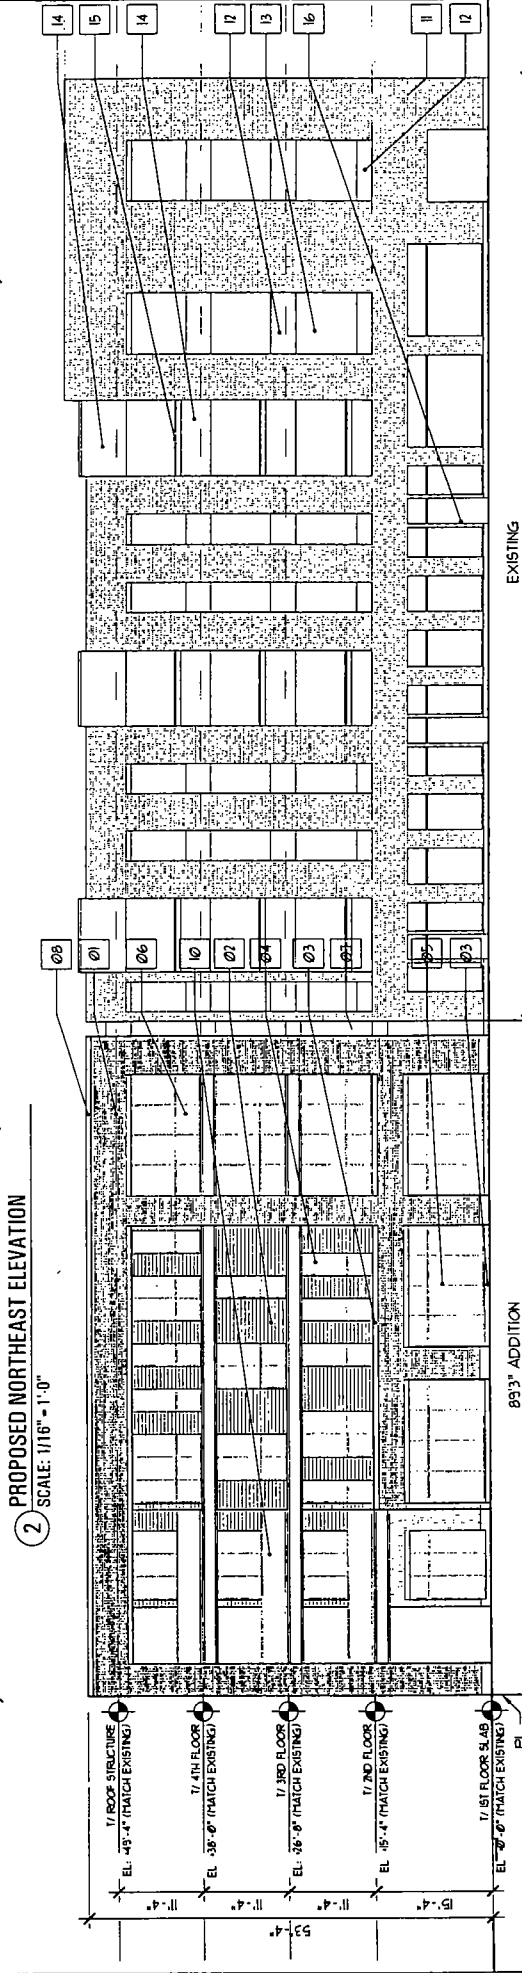 2 PROPOSED NORTHEAST ELEVATION
SCALE: 1/16" = 1'-0"
14
15
14
12
13
16
11
12
08
01
06
10
02
04
03
07
05
03
T/ ROOF STRUCTURE
EL: +49'-4" (MATCH EXISTING)
T/ 4TH FLOOR
EL: +38'-0" (MATCH EXISTING)
T/ 3RD FLOOR
EL: +26'-8" (MATCH EXISTING)
T/ 2ND FLOOR
EL: +15'-4" (MATCH EXISTING)
T/ 1ST FLOOR SLAB
EL: 0'-0" (MATCH EXISTING)
11'-4"
11'-4"
11'-4"
15'-4"
53'-4"
89'3" ADDITION
EXISTING